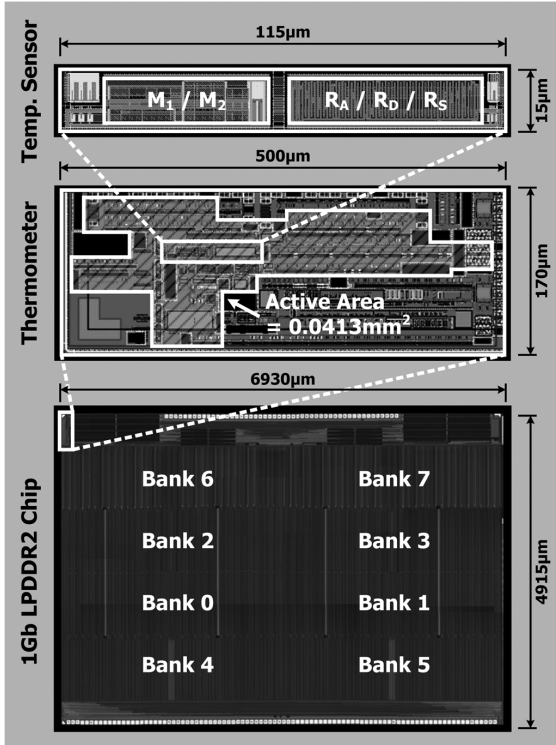 115μm
Temp. Sensor
M1 / M2
RA / RD / RS
15μm
500μm
Thermometer
Active Area
= 0.0413mm2
170μm
6930μm
1Gb LPDDR2 Chip
Bank 6
Bank 7
Bank 2
Bank 3
Bank 0
Bank 1
Bank 4
Bank 5
4915μm